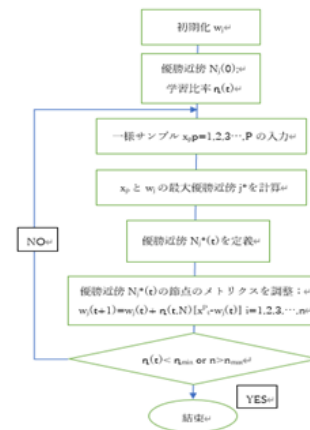 初期化 wⱼ↵
優勝近傍 Nⱼ(0);
学習比率 η(t)↵
一様サンプル xₚ,p=1,2,3⋯,P の入力↵
xₚ と wⱼ の最大優勝近傍 j*を計算↵
優勝近傍 Nⱼ*(t)を定義↵
NO↵
優勝近傍 Nⱼ*(t)の節点のメトリクスを調整：
wⱼ(t+1)=wⱼ(t)+ η(t,N)[xᵖᵢ-wⱼ(t)] i=1,2,3,⋯,n↵
η(t)< ηmin or n>nmax↵
YES↵
結束↵